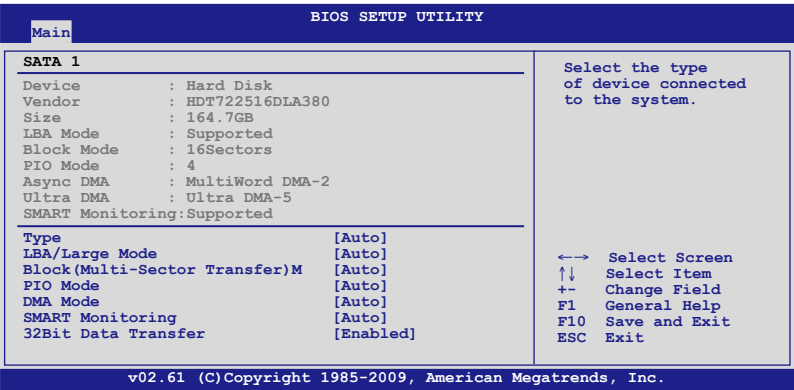 BIOS SETUP UTILITY
Main
SATA 1
Device : Hard Disk
Vendor : HDT722516DLA380
Size : 164.7GB
LBA Mode : Supported
Block Mode : 16Sectors
PIO Mode : 4
Async DMA : MultiWord DMA-2
Ultra DMA : Ultra DMA-5
SMART Monitoring:Supported
Type [Auto]
LBA/Large Mode [Auto]
Block(Multi-Sector Transfer)M [Auto]
PIO Mode [Auto]
DMA Mode [Auto]
SMART Monitoring [Auto]
32Bit Data Transfer [Enabled]
Select the type
of device connected
to the system.
←→ Select Screen
↑↓ Select Item
+- Change Field
F1 General Help
F10 Save and Exit
ESC Exit
v02.61 (C)Copyright 1985-2009, American Megatrends, Inc.